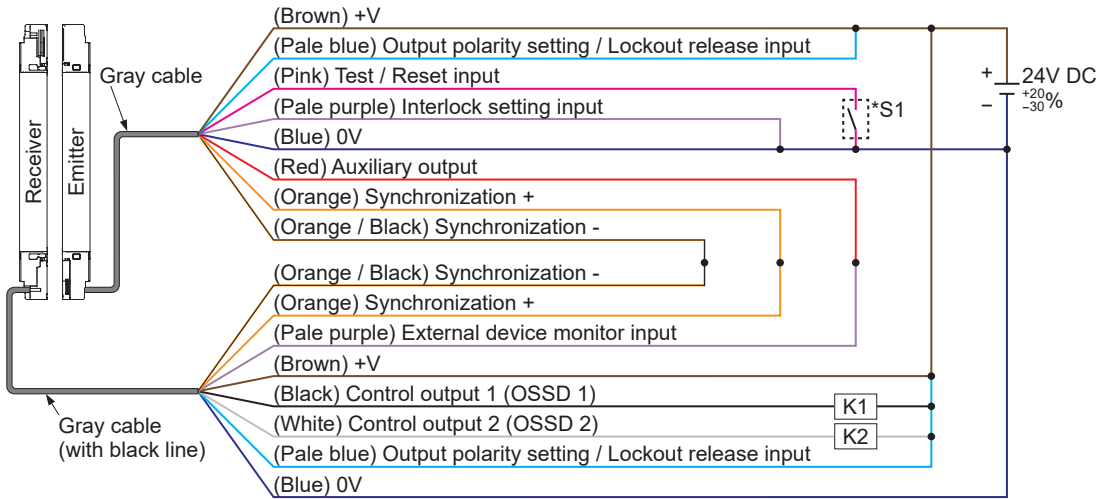 (Brown) +V
(Pale blue) Output polarity setting / Lockout release input
Gray cable
(Pink) Test / Reset input
+
24V DC
+20
−30%
−
(Pale purple) Interlock setting input
*S1
(Blue) 0V
Receiver
Emitter
(Red) Auxiliary output
(Orange) Synchronization +
(Orange / Black) Synchronization -
(Orange / Black) Synchronization -
(Orange) Synchronization +
(Pale purple) External device monitor input
(Brown) +V
(Black) Control output 1 (OSSD 1)
K1
Gray cable
(with black line)
(White) Control output 2 (OSSD 2)
K2
(Pale blue) Output polarity setting / Lockout release input
(Blue) 0V